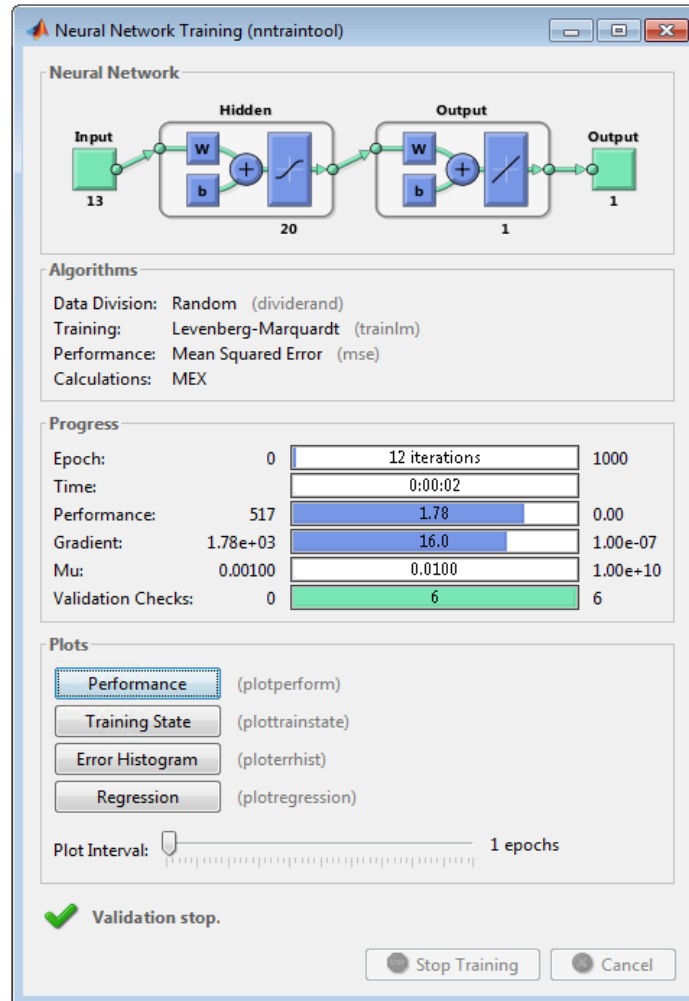 Neural Network Training (nntraintool)
Neural Network
Hidden Output
Input Output
W W
b b
13 1
20 1
Algorithms
Data Division: Random (dividerand)
Training: Levenberg-Marquardt (trainlm)
Performance: Mean Squared Error (mse)
Calculations: MEX
Progress
Epoch: 0 12 iterations 1000
Time: 0:00:02
Performance: 517 1.78 0.00
Gradient: 1.78e+03 16.0 1.00e-07
Mu: 0.00100 0.0100 1.00e+10
Validation Checks: 0 6 6
Plots
Performance (plotperform)
Training State (plottrainstate)
Error Histogram (ploterrhist)
Regression (plotregression)
Plot Interval: 1 epochs
Validation stop.
Stop Training Cancel